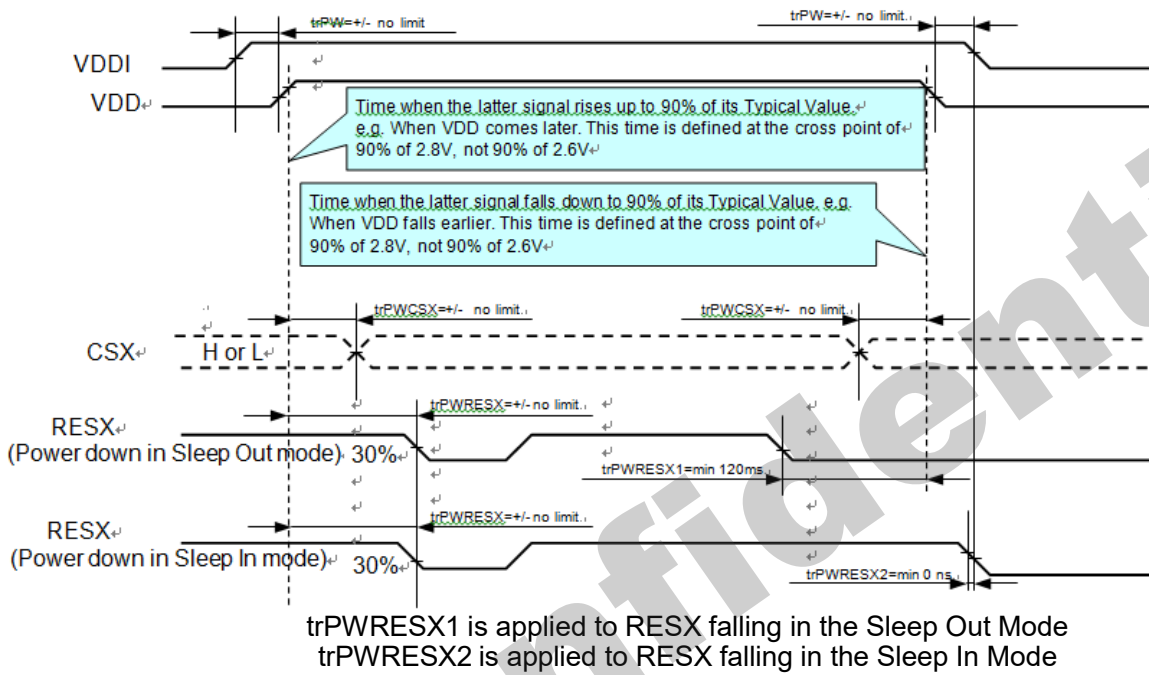 trPW=+/- no limit
trPW=+/- no limit.
VDDI
VDD
Time when the latter signal rises up to 90% of its Typical Value.
e.g. When VDD comes later. This time is defined at the cross point of
90% of 2.8V, not 90% of 2.6V
Time when the latter signal falls down to 90% of its Typical Value. e.g.
When VDD falls earlier. This time is defined at the cross point of
90% of 2.8V, not 90% of 2.6V
trPWCSX=+/- no limit.
trPWCSX=+/- no limit.
CSX
H or L
trPWRESX=+/- no limit.
RESX
(Power down in Sleep Out mode)
30%
trPWRESX1=min 120ms
trPWRESX=+/- no limit.
RESX
(Power down in Sleep In mode)
30%
trPWRESX2=min 0 ns
trPWRESX1 is applied to RESX falling in the Sleep Out Mode
trPWRESX2 is applied to RESX falling in the Sleep In Mode
nfidenti